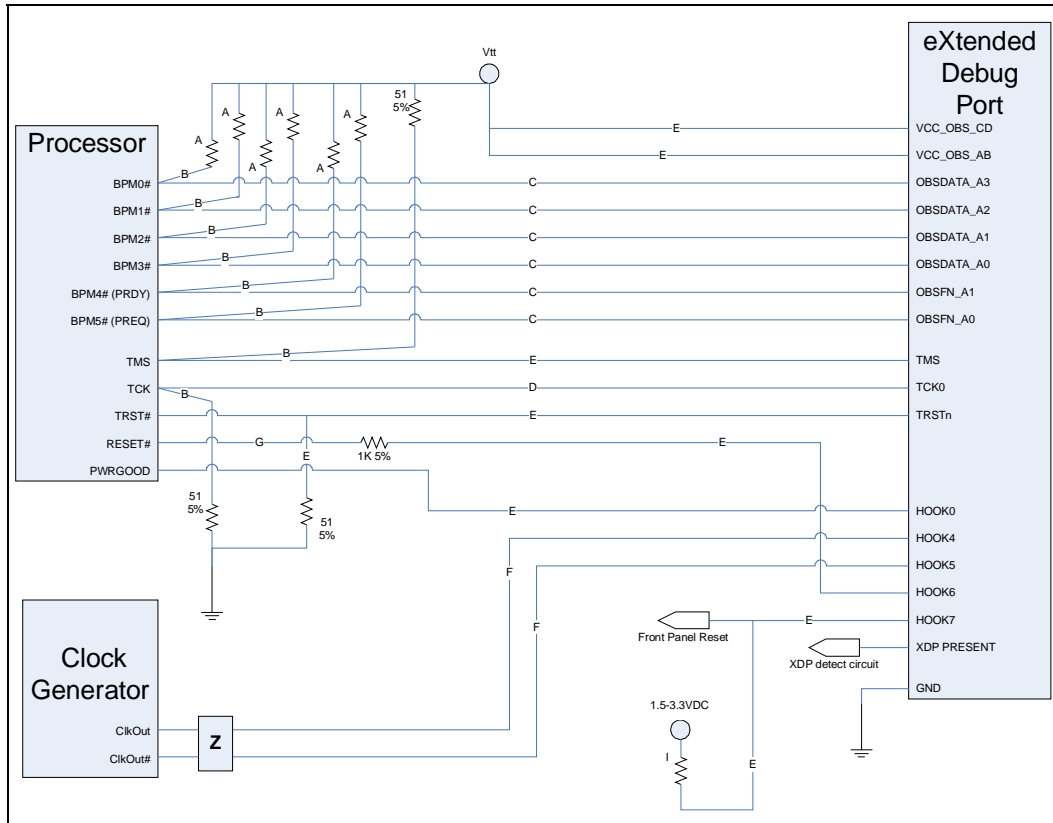 eXtended
Debug
Port
Vtt
51
5%
A
A
A
A
A
A
Processor
E
VCC_OBS_CD
E
VCC_OBS_AB
B
BPM0#
C
OBSDATA_A3
B
BPM1#
C
OBSDATA_A2
B
BPM2#
C
OBSDATA_A1
B
BPM3#
C
OBSDATA_A0
B
BPM4# (PRDY)
C
OBSFN_A1
B
BPM5# (PREQ)
C
OBSFN_A0
B
TMS
E
TMS
TCK
B
D
TCK0
TRST#
E
TRSTn
RESET#
G
1K 5%
E
E
PWRGOOD
51
5%
51
5%
E
HOOK0
HOOK4
F
HOOK5
HOOK6
F
E
HOOK7
Front Panel Reset
XDP PRESENT
XDP detect circuit
GND
Clock
Generator
ClkOut
ClkOut#
Z
1.5-3.3VDC
I
E